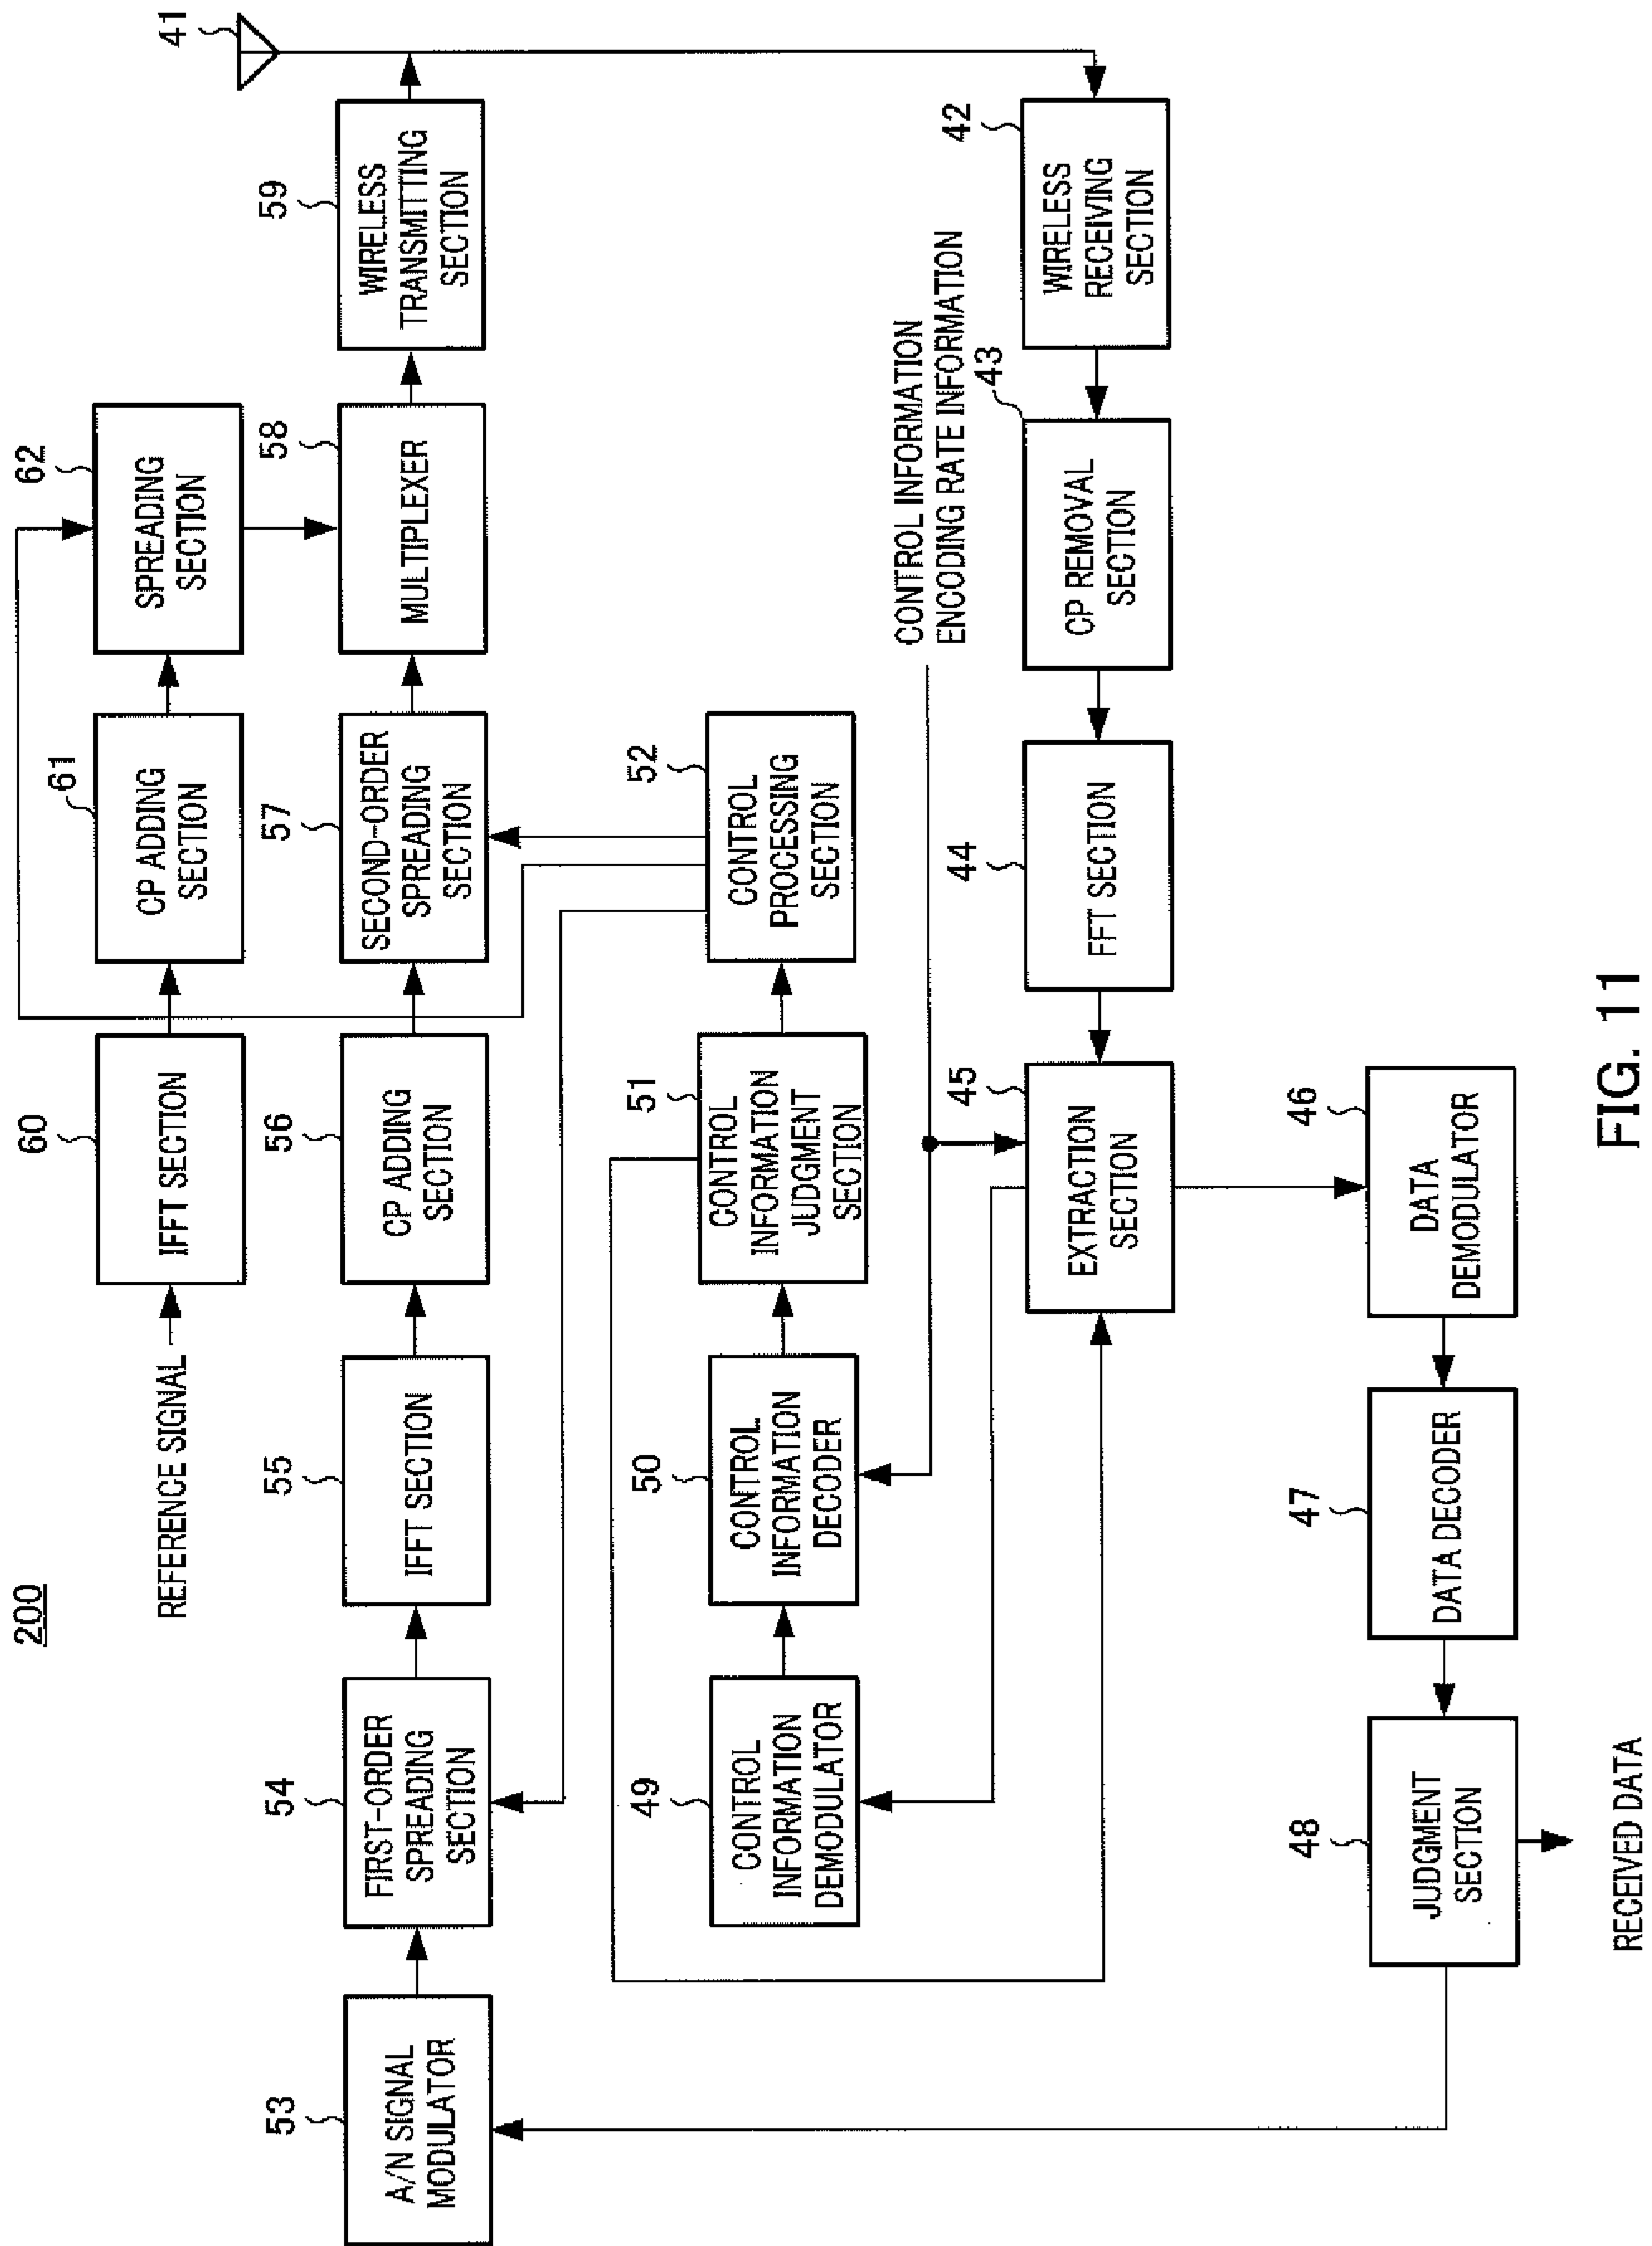 200
REFERENCE SIGNAL
60
IFFT SECTION
61
CP ADDING
SECTION
62
SPREADING
SECTION
41
53
A/N SIGNAL
MODULATOR
54
FIRST-ORDER
SPREADING
SECTION
55
IFFT SECTION
56
CP ADDING
SECTION
57
SECOND-ORDER
SPREADING
SECTION
58
MULTIPLEXER
59
WIRELESS
TRANSMITTING
SECTION
49
CONTROL
INFORMATION
DEMODULATOR
50
CONTROL
INFORMATION
DECODER
51
CONTROL
INFORMATION
JUDGMENT
SECTION
52
CONTROL
PROCESSING
SECTION
CONTROL INFORMATION
ENCODING RATE INFORMATION
45
EXTRACTION
SECTION
44
FFT SECTION
43
CP REMOVAL
SECTION
42
WIRELESS
RECEIVING
SECTION
48
JUDGMENT
SECTION
47
DATA DECODER
46
DATA
DEMODULATOR
RECEIVED DATA
FIG. 11